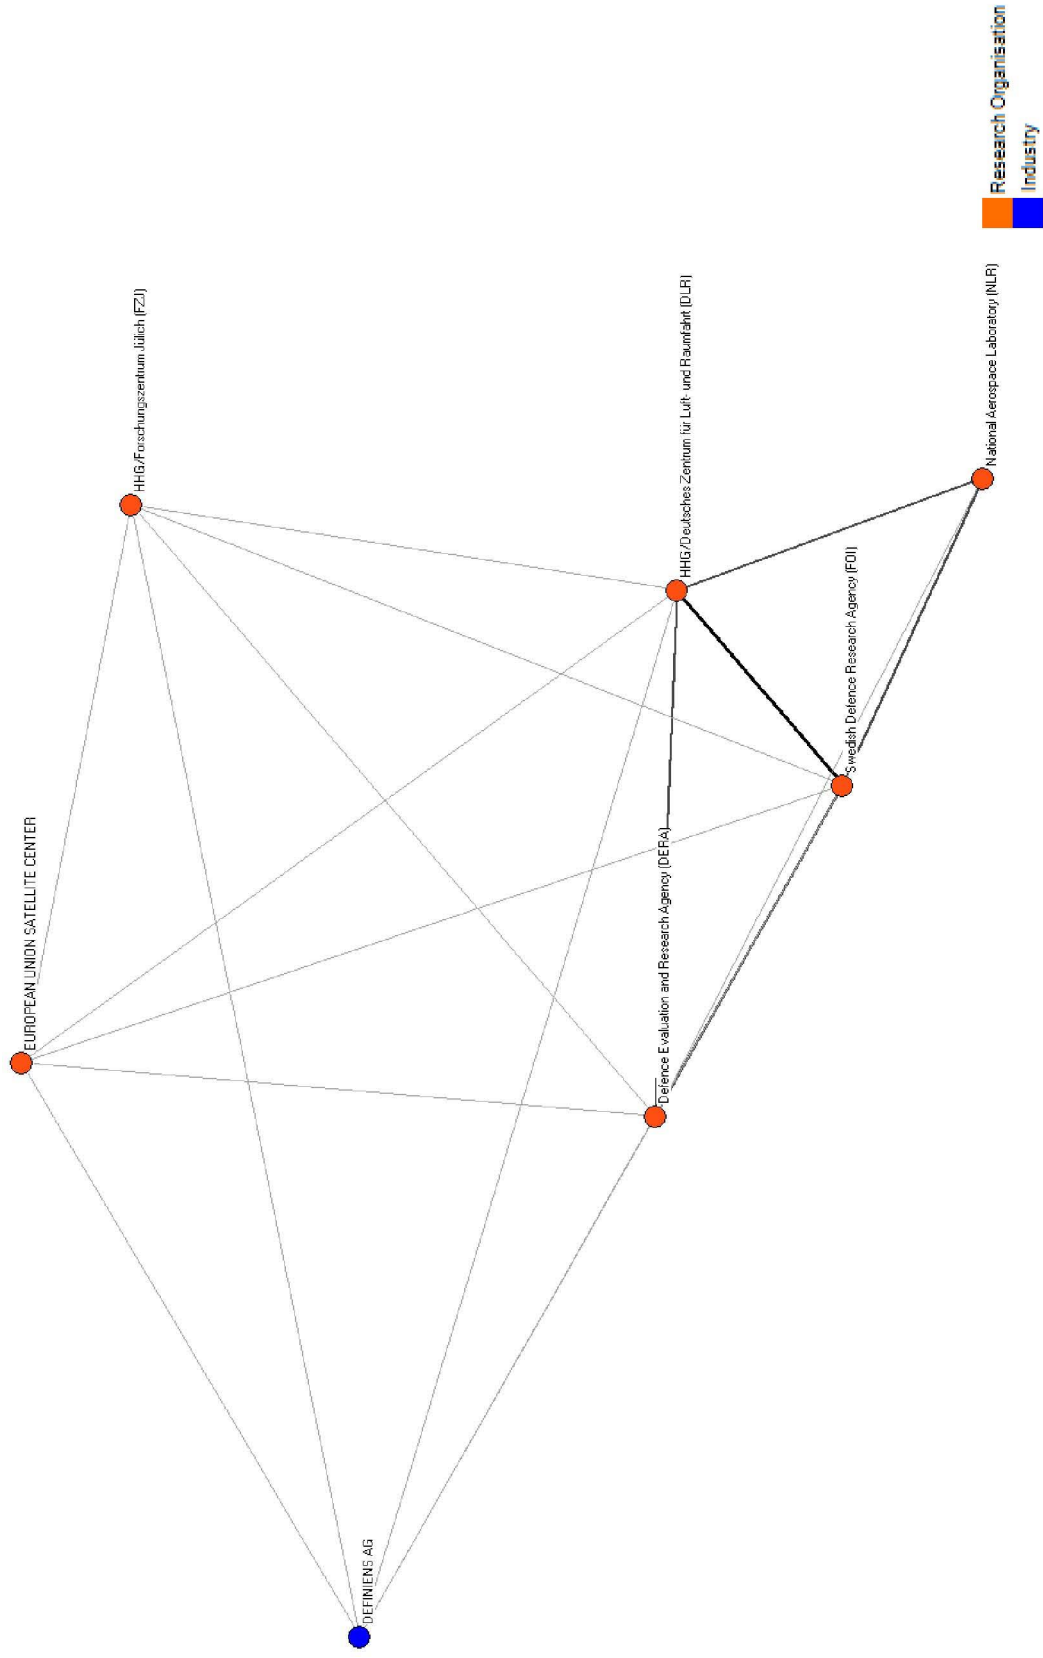 EUROPEAN UNION SATELLITE CENTER
HHG/Forschungszentrum Jülich (FZJ)
DEFINIENS AG
Defence Evaluation and Research Agency (DERA)
HHG/Deutsches Zentrum für Luft- und Raumfahrt (DLR)
Swedish Defence Research Agency (FOI)
National Aerospace Laboratory (NLR)
Research Organisation
Industry